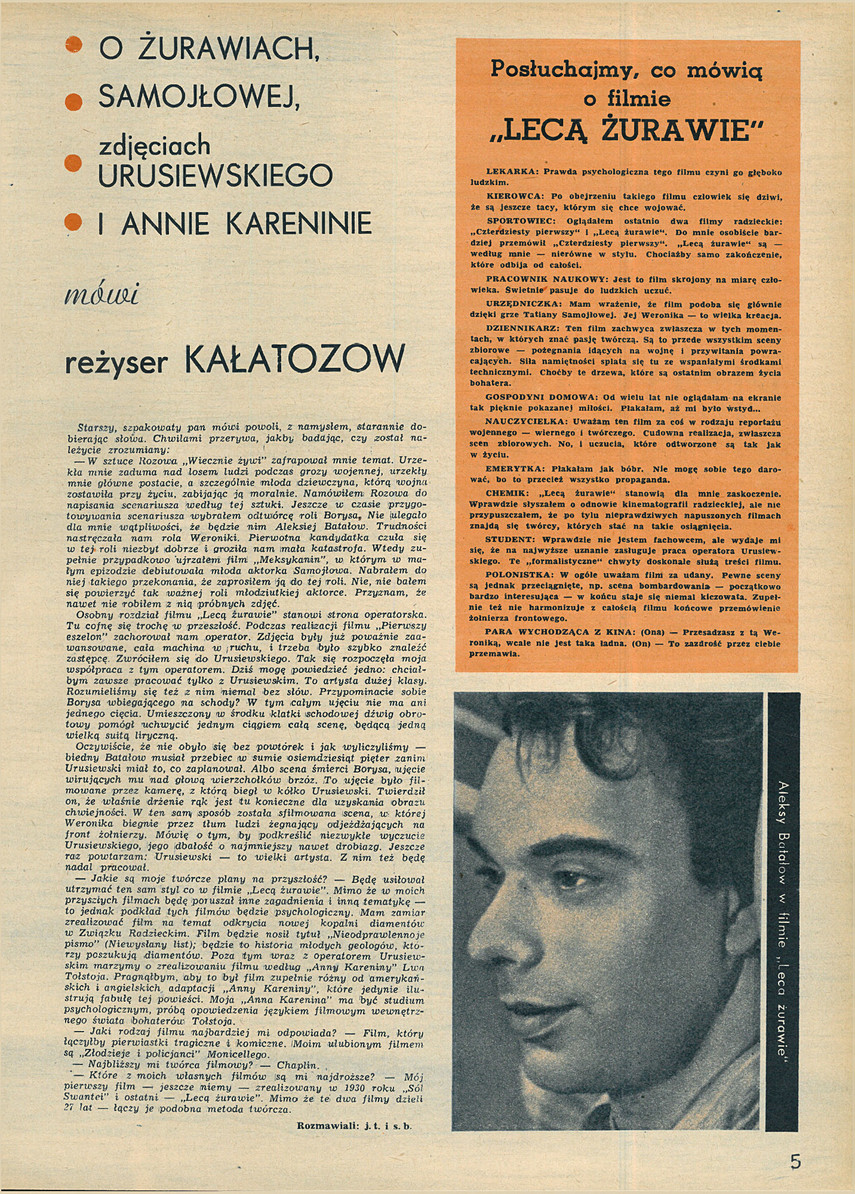 O ŻURAWIACH,
SAMOJŁOWEJ,
zdjęciach
URUSIEWSKIEGO
I ANNIE KARENINIE
mówi
reżyser KAŁATOZOW
Starszy, szpakowaty pan mówi powoli, z namysłem, starannie do-
bierając słowa. Chwilami przerywa, jakby badając, czy został na-
leżycie zrozumiany:
— W sztuce Rozowa „Wiecznie żywi" zafrapował mnie temat. Urze-
kła mnie zaduma nad losem ludzi podczas grozy wojennej, urzekły
mnie główne postacie, a szczególnie młoda dziewczyna, którą wojna
zostawiła przy życiu, zabijając ją moralnie. Namówiłem Rozowa do
napisania scenariusza według tej sztuki. Jeszcze w czasie przygo-
towywania scenariusza wybrałem odtwórcę roli Borysa. Nie ulegało
dla mnie wątpliwości, że będzie nim Aleksiej Batałow. Trudności
nastręczała nam rola Weroniki. Pierwotna kandydatka czuła się
w tej roli niezbyt dobrze i groziła nam mała katastrofa. Wtedy zu-
pełnie przypadkowo ujrzałem film „Meksykanin", w którym w ma-
łym epizodzie debiutowała młoda aktorka Samojłowa. Nabrałem do
niej takiego przekonania, że zaprosiłem ją do tej roli. Nie, nie bałem
się powierzyć tak ważnej roli młodziutkiej aktorce. Przyznam, że
nawet nie robiłem z nią próbnych zdjęć.
Osobny rozdział filmu „Lecą żurawie" stanowi strona operatorska.
Tu cofnę się trochę w przeszłość. Podczas realizacji filmu „Pierwszy
eszelon" zachorował nam operator. Zdjęcia były już poważnie zaa-
wansowane, cała machina w ruchu, i trzeba było szybko znaleźć
zastępcę. Zwróciłem się do Urusiewskiego. Tak się rozpoczęła moja
współpraca z tym operatorem. Dziś mogę powiedzieć jedno: chciał-
bym zawsze pracować tylko z Urusiewskim. To artysta dużej klasy.
Rozumieliśmy się też z nim niemal bez słów. Przypominacie sobie
Borysa wbiegającego na schody? W tym całym ujęciu nie ma ani
jednego cięcia. Umieszczony w środku klatki schodowej dźwig obro-
towy pomógł uchwycić jednym ciągiem całą scenę, będącą jedną
wielką suitą liryczną.
Oczywiście, że nie obyło się bez powtórek i jak wyliczyliśmy —
biedny Batałow musiał przebiec w sumie osiemdziesiąt pięter zanim
Urusiewski miał to, co zaplanował. Albo scena śmierci Borysa, ujęcie
wirujących mu nad głową wierzchołków brzóz. To ujęcie było fil-
mowane przez kamerę, z którą biegł w kółko Urusiewski. Twierdził
on, że właśnie drżenie rąk jest tu konieczne dla uzyskania obrazu
chwiejności. W ten sam sposób została sfilmowana scena, w której
Weronika biegnie przez tłum ludzi żegnający odjeżdżających na
front żołnierzy. Mówię o tym, by podkreślić niezwykłe wyczucie
Urusiewskiego, jego dbałość o najmniejszy nawet drobiazg. Jeszcze
raz powtarzam: Urusiewski — to wielki artysta. Z nim też będę
nadal pracował.
— Jakie są moje twórcze plany na przyszłość? — Będę usiłował
utrzymać ten sam styl co w filmie „Lecą żurawie". Mimo że w moich
przyszłych filmach będę poruszał inne zagadnienia i inną tematykę —
to jednak podkład tych filmów będzie psychologiczny. Mam zamiar
zrealizować film na temat odkrycia nowej kopalni diamentów
w Związku Radzieckim. Film będzie nosił tytuł „Nieodprawlennoje
pismo" (Niewysłany list); będzie to historia młodych geologów, któ-
rzy poszukują diamentów. Poza tym wraz z operatorem Urusiew-
skim marzymy o zrealizowaniu filmu według „Anny Kareniny" Lwa
Tołstoja. Pragnąłbym, aby to był film zupełnie różny od amerykań-
skich i angielskich adaptacji „Anny Kareniny", które jedynie ilu-
strują fabułę tej powieści. Moja „Anna Karenina" ma być studium
psychologicznym, próbą opowiedzenia językiem filmowym wewnętrz-
nego świata bohaterów Tołstoja.
— Jaki rodzaj filmu najbardziej mi odpowiada? — Film, który
łączyłby pierwiastki tragiczne i komiczne. Moim ulubionym filmem
są „Złodzieje i policjanci" Monicellego.
— Najbliższy mi twórca filmowy? — Chaplin.
— Które z moich własnych filmów są mi najdroższe? — Mój
pierwszy film — jeszcze niemy — zrealizowany w 1930 roku „Sól
Swantei" i ostatni — „Lecą żurawie". Mimo że te dwa filmy dzieli
27 lat — łączy je podobna metoda twórcza.
Rozmawiali: j. t. i s. b.
Posłuchajmy, co mówią
o filmie
„LECĄ ŻURAWIE"
LEKARKA: Prawda psychologiczna tego filmu czyni go głęboko
ludzkim.
KIEROWCA: Po obejrzeniu takiego filmu człowiek się dziwi,
że są jeszcze tacy, którym się chce wojować.
SPORTOWIEC: Oglądałem ostatnio dwa filmy radzieckie:
„Czterdziesty pierwszy" i „Lecą żurawie". Do mnie osobiście bar-
dziej przemówił „Czterdziesty pierwszy". „Lecą żurawie" są —
według mnie — nierówne w stylu. Chociażby samo zakończenie,
które odbija od całości.
PRACOWNIK NAUKOWY: Jest to film skrojony na miarę czło-
wieka. Świetnie pasuje do ludzkich uczuć.
URZĘDNICZKA: Mam wrażenie, że film podoba się głównie
dzięki grze Tatiany Samojłowej. Jej Weronika — to wielka kreacja.
DZIENNIKARZ: Ten film zachwyca zwłaszcza w tych momen-
tach, w których znać pasję twórczą. Są to przede wszystkim sceny
zbiorowe — pożegnania idących na wojnę i przywitania powra-
cających. Siła namiętności splata się tu ze wspaniałymi środkami
technicznymi. Choćby te drzewa, które są ostatnim obrazem życia
bohatera.
GOSPODYNI DOMOWA: Od wielu lat nie oglądałam na ekranie
tak pięknie pokazanej miłości. Płakałam, aż mi było wstyd...
NAUCZYCIELKA: Uważam ten film za coś w rodzaju reportażu
wojennego — wiernego i twórczego. Cudowna realizacja, zwłaszcza
scen zbiorowych. No, i uczucia, które odtworzone są tak jak
w życiu.
EMERYTKA: Płakałam jak bóbr. Nie mogę sobie tego daro-
wać, bo to przecież wszystko propaganda.
CHEMIK: „Lecą żurawie" stanowią dla mnie zaskoczenie.
Wprawdzie słyszałem o odnowie kinematografii radzieckiej, ale nie
przypuszczałem, że po tylu nieprawdziwych napuszonych filmach
znajdą się twórcy, których stać na takie osiągnięcia.
STUDENT: Wprawdzie nie jestem fachowcem, ale wydaje mi
się, że na najwyższe uznanie zasługuje praca operatora Urusiew-
skiego. Te „formalistyczne" chwyty doskonale służą treści filmu.
POLONISTKA: W ogóle uważam film za udany. Pewne sceny
są jednak przeciągnięte, np. scena bombardowania — początkowo
bardzo interesująca — w końcu staje się niemal kiczowata. Zupeł-
nie też nie harmonizuje z całością filmu końcowe przemówienie
żołnierza frontowego.
PARA WYCHODZĄCA Z KINA: (Ona) — Przesadzasz z tą We-
roniką, wcale nie jest taka ładna. (On) — To zazdrość przez ciebie
przemawia.
Aleksy Batałow w filmie „Lecą żurawie"
5